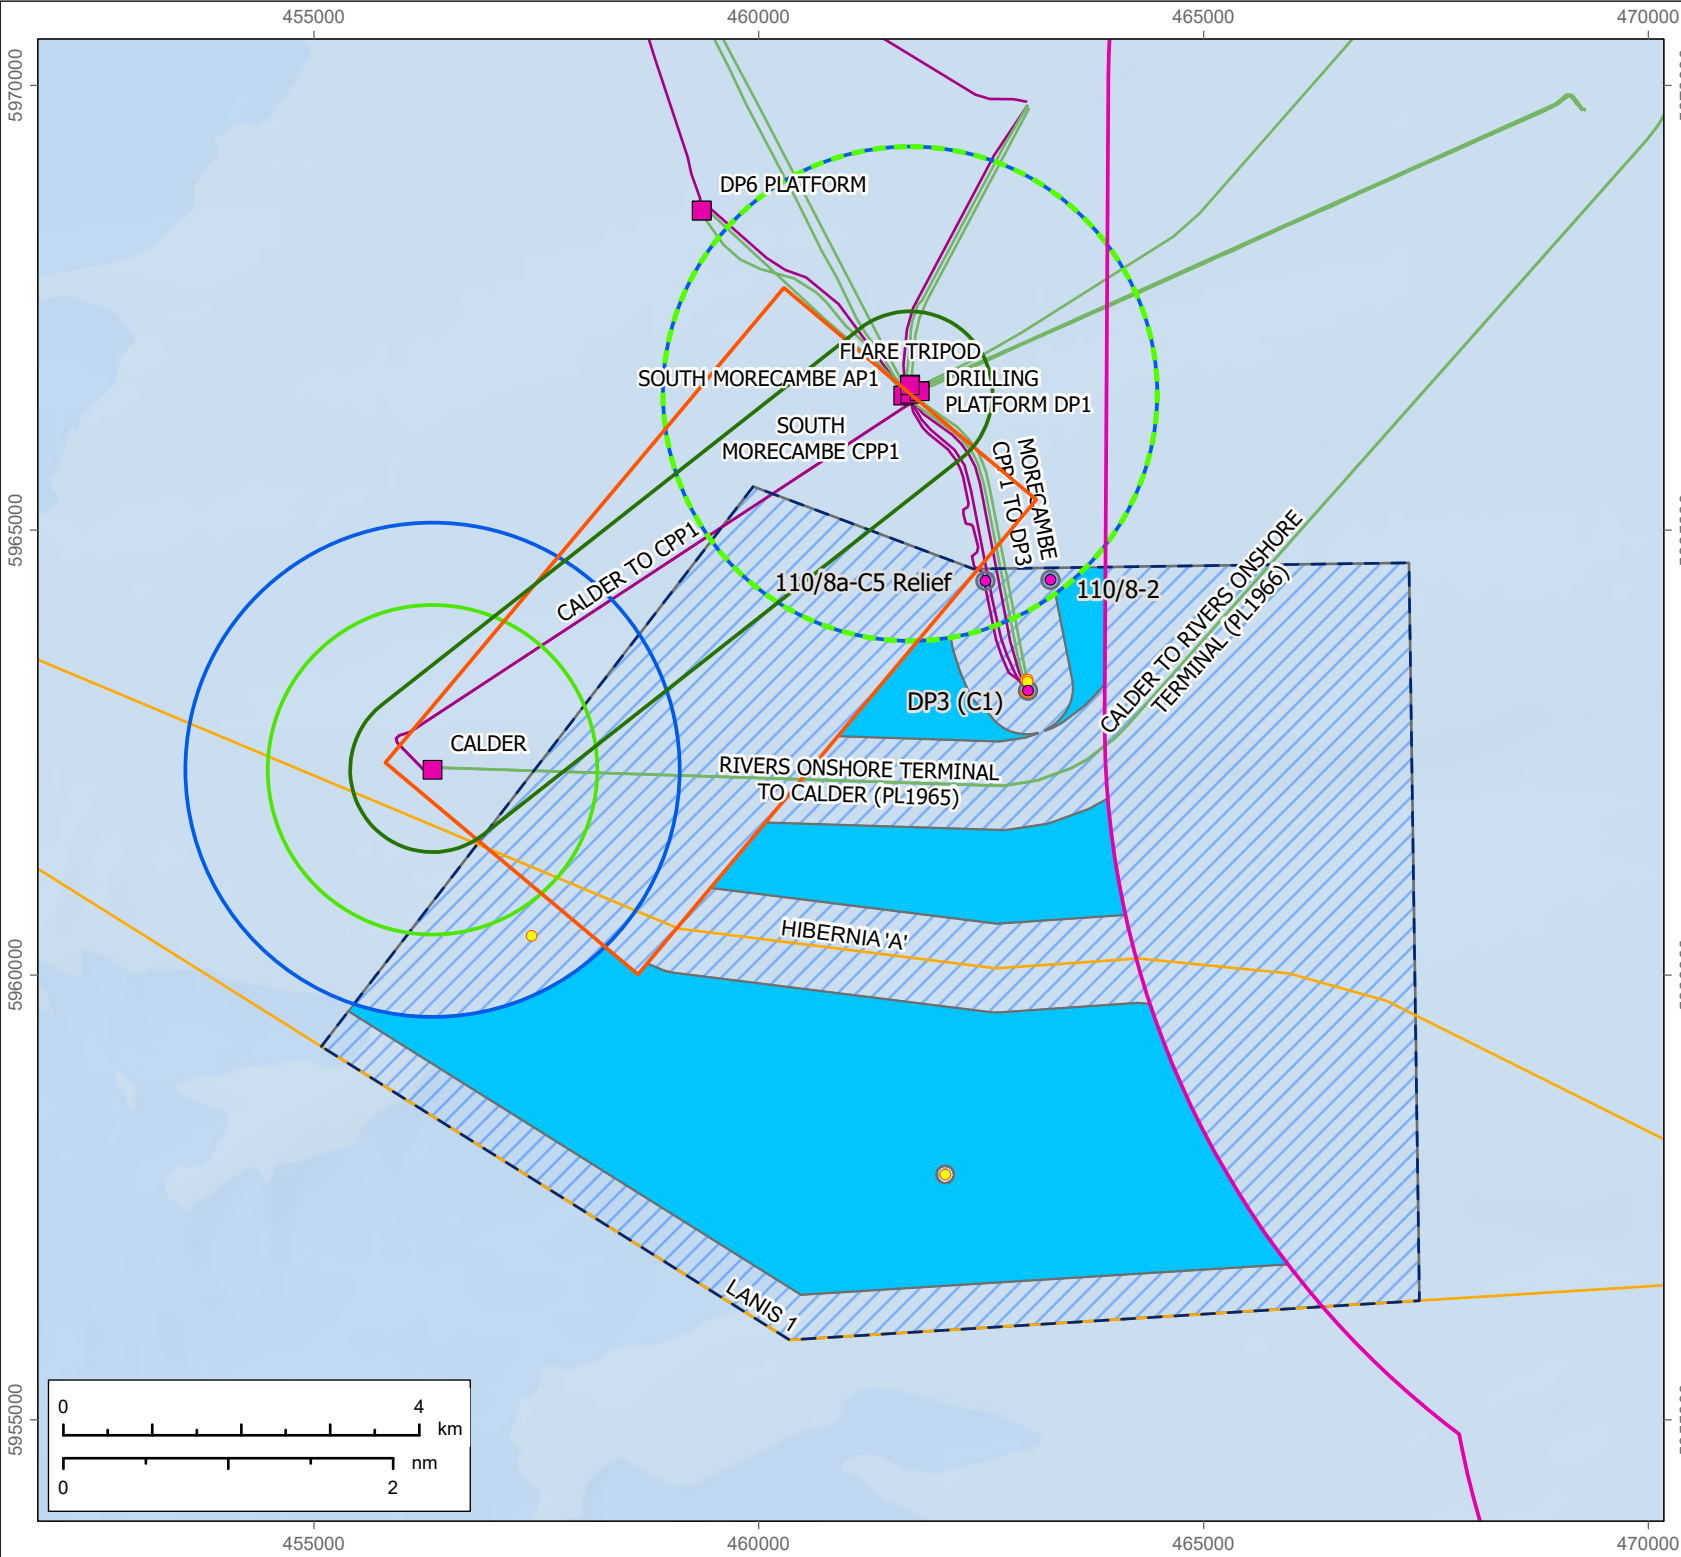 455000
460000
465000
470000
5970000
5965000
5960000
5955000
DP6 PLATFORM
FLARE TRIPOD
SOUTH MORECAMBE AP1
DRILLING
PLATFORM DP1
SOUTH
MORECAMBE CPP1
MORECAMBE
CPP1 TO DP3
CALDER TO CPP1
110/8a-C5 Relief
110/8-2
CALDER TO RIVERS ONSHORE
TERMINAL (PL1966)
DP3 (C1)
CALDER
RIVERS ONSHORE TERMINAL
TO CALDER (PL1965)
HIBERNIA 'A'
LANIS 1
0 4
km
nm
0 2
455000
460000
465000
470000